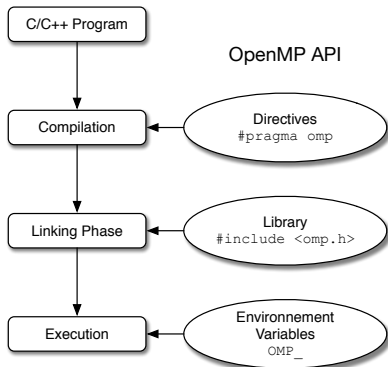 C/C++ Program
OpenMP API
Compilation
Directives
#pragma omp
Linking Phase
Library
#include <omp.h>
Execution
Environnement
Variables
OMP_